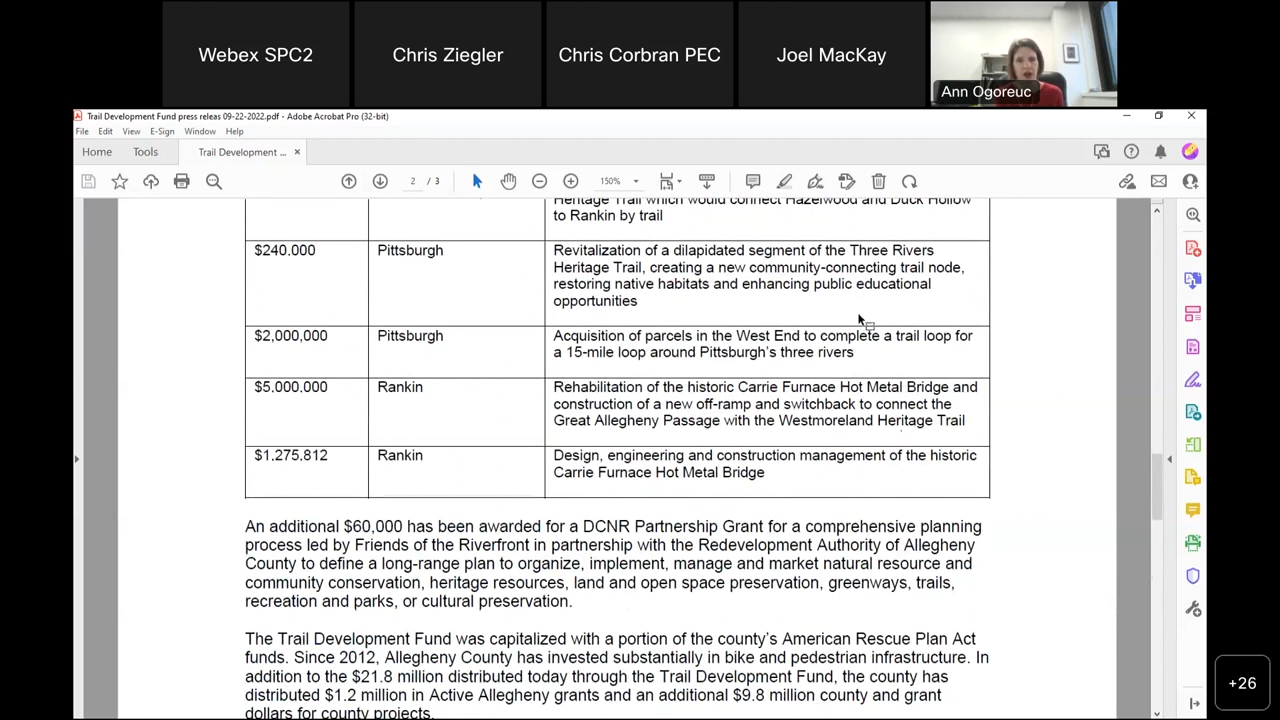 Webex SPC2
Chris Ziegler
Chris Corbran PEC
Joel MacKay
Ann Ogoreuc
Trail Development Fund press releas 09-22-2022.pdf - Adobe Acrobat Pro (32-bit)
File Edit View E-Sign Window Help
Home Tools Trail Development ...
2 / 3 150%
Heritage Trail which would connect Hazelwood and Duck Hollow
to Rankin by trail
$240,000 Pittsburgh Revitalization of a dilapidated segment of the Three Rivers
Heritage Trail, creating a new community-connecting trail node,
restoring native habitats and enhancing public educational
opportunities
$2,000,000 Pittsburgh Acquisition of parcels in the West End to complete a trail loop for
a 15-mile loop around Pittsburgh's three rivers
$5,000,000 Rankin Rehabilitation of the historic Carrie Furnace Hot Metal Bridge and
construction of a new off-ramp and switchback to connect the
Great Allegheny Passage with the Westmoreland Heritage Trail
$1,275,812 Rankin Design, engineering and construction management of the historic
Carrie Furnace Hot Metal Bridge
An additional $60,000 has been awarded for a DCNR Partnership Grant for a comprehensive planning
process led by Friends of the Riverfront in partnership with the Redevelopment Authority of Allegheny
County to define a long-range plan to organize, implement, manage and market natural resource and
community conservation, heritage resources, land and open space preservation, greenways, trails,
recreation and parks, or cultural preservation.
The Trail Development Fund was capitalized with a portion of the county's American Rescue Plan Act
funds. Since 2012, Allegheny County has invested substantially in bike and pedestrian infrastructure. In
addition to the $21.8 million distributed today through the Trail Development Fund, the county has
distributed $1.2 million in Active Allegheny grants and an additional $9.8 million county and grant
dollars for county projects.
+26